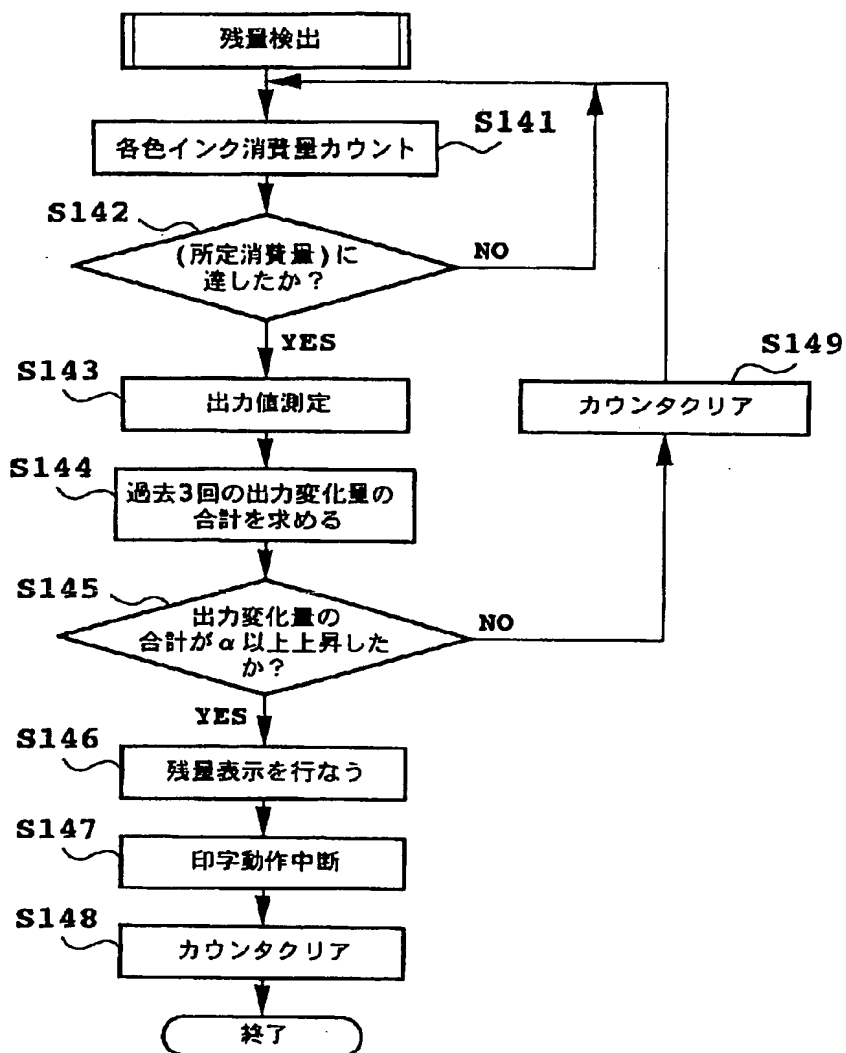 残量検出
S141
各色インク消費量カウント
S142
(所定消費量)に
達したか?
NO
YES
S143
出力値測定
S149
カウンタクリア
S144
過去3回の出力変化量の
合計を求める
S145
出力変化量の
合計がα以上上昇した
か?
NO
YES
S146
残量表示を行なう
S147
印字動作中断
S148
カウンタクリア
終了